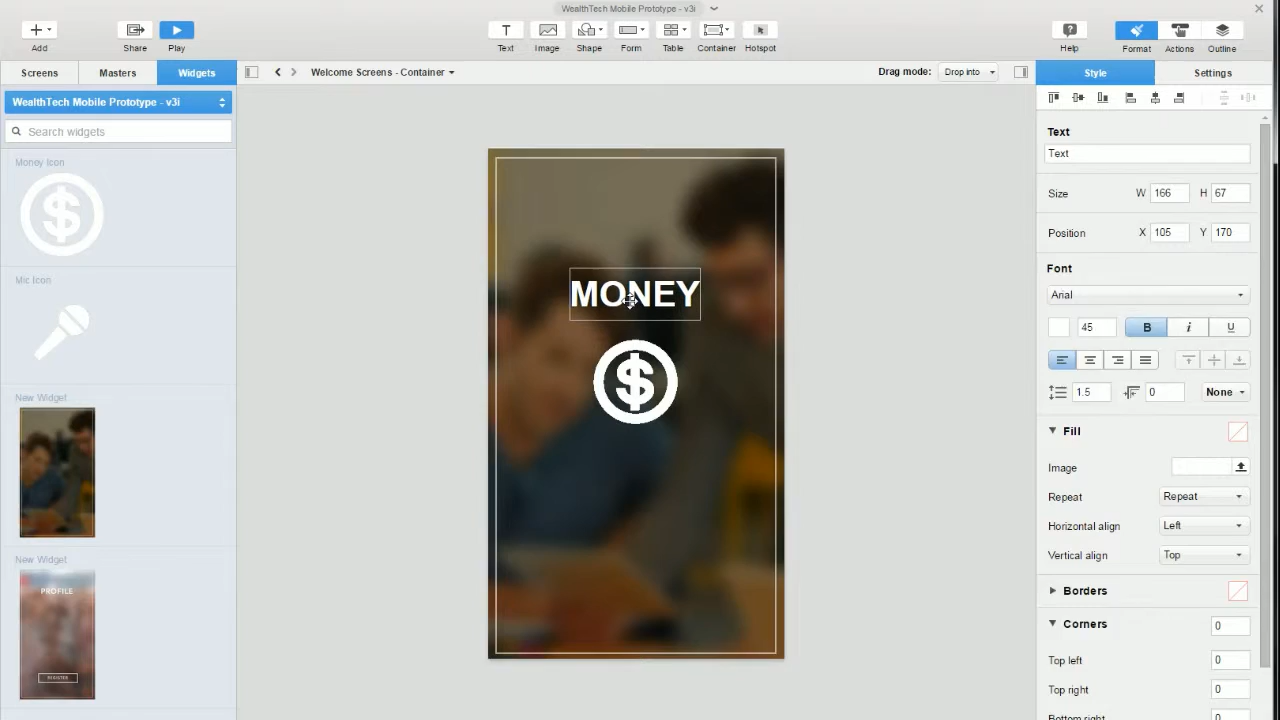 WealthTech Mobile Prototype - v3i
Add
Share
Play
Text
Image
Shape
Form
Table
Container
Hotspot
Help
Format
Actions
Outline
Screens
Masters
Widgets
Welcome Screens - Container
Drag mode:
Drop into
Style
Settings
WealthTech Mobile Prototype - v3i
Search widgets
Money Icon
Mic Icon
New Widget
New Widget
PROFILE
REGISTER
MONEY
Text
Text
Size
W 166
H 67
Position
X 105
Y 170
Font
Arial
45
B
i
U
1.5
0
None
Fill
Image
Repeat
Repeat
Horizontal align
Left
Vertical align
Top
Borders
Corners
0
Top left
0
Top right
0
Bottom right